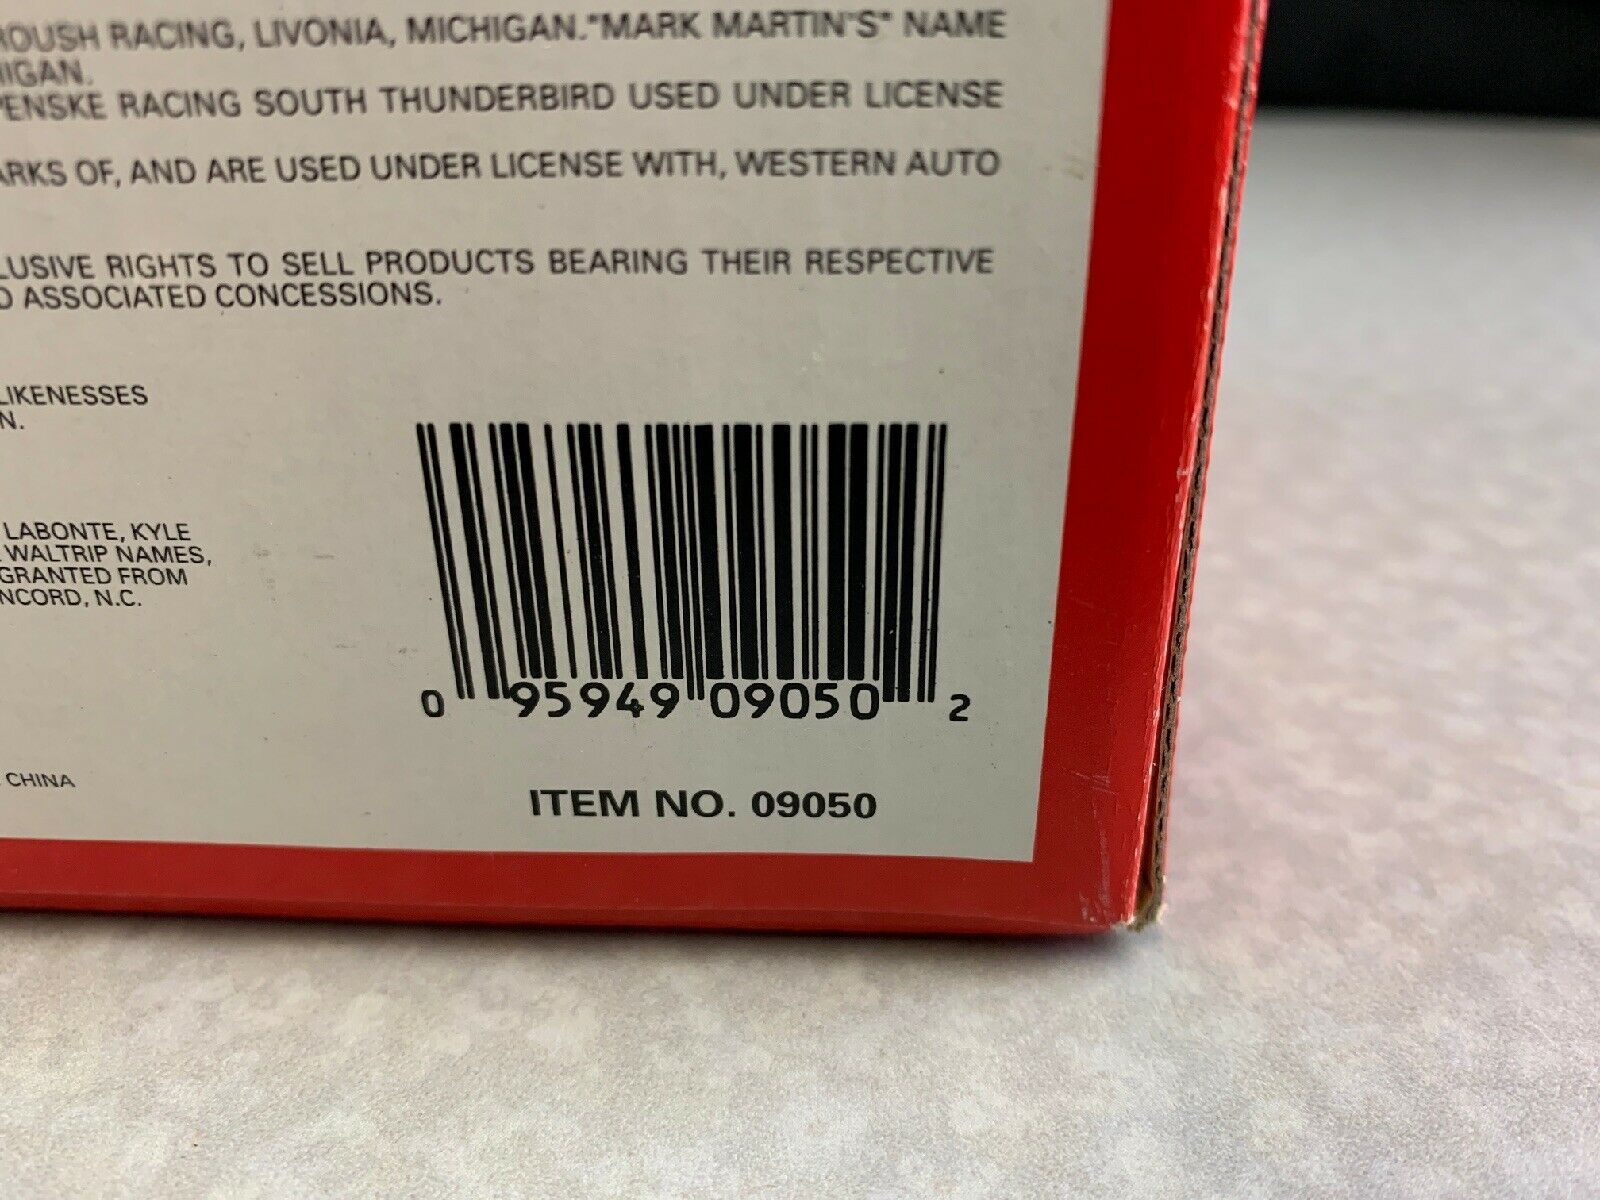 ROUSH RACING, LIVONIA, MICHIGAN."MARK MARTIN'S" NAME
HIGAN.
PENSKE RACING SOUTH THUNDERBIRD USED UNDER LICENSE
ARKS OF, AND ARE USED UNDER LICENSE WITH, WESTERN AUTO
LUSIVE RIGHTS TO SELL PRODUCTS BEARING THEIR RESPECTIVE
D ASSOCIATED CONCESSIONS.
LIKENESSES
N.
LABONTE, KYLE
WALTRIP NAMES,
GRANTED FROM
NCORD, N.C.
CHINA
0 95949 09050 2
ITEM NO. 09050